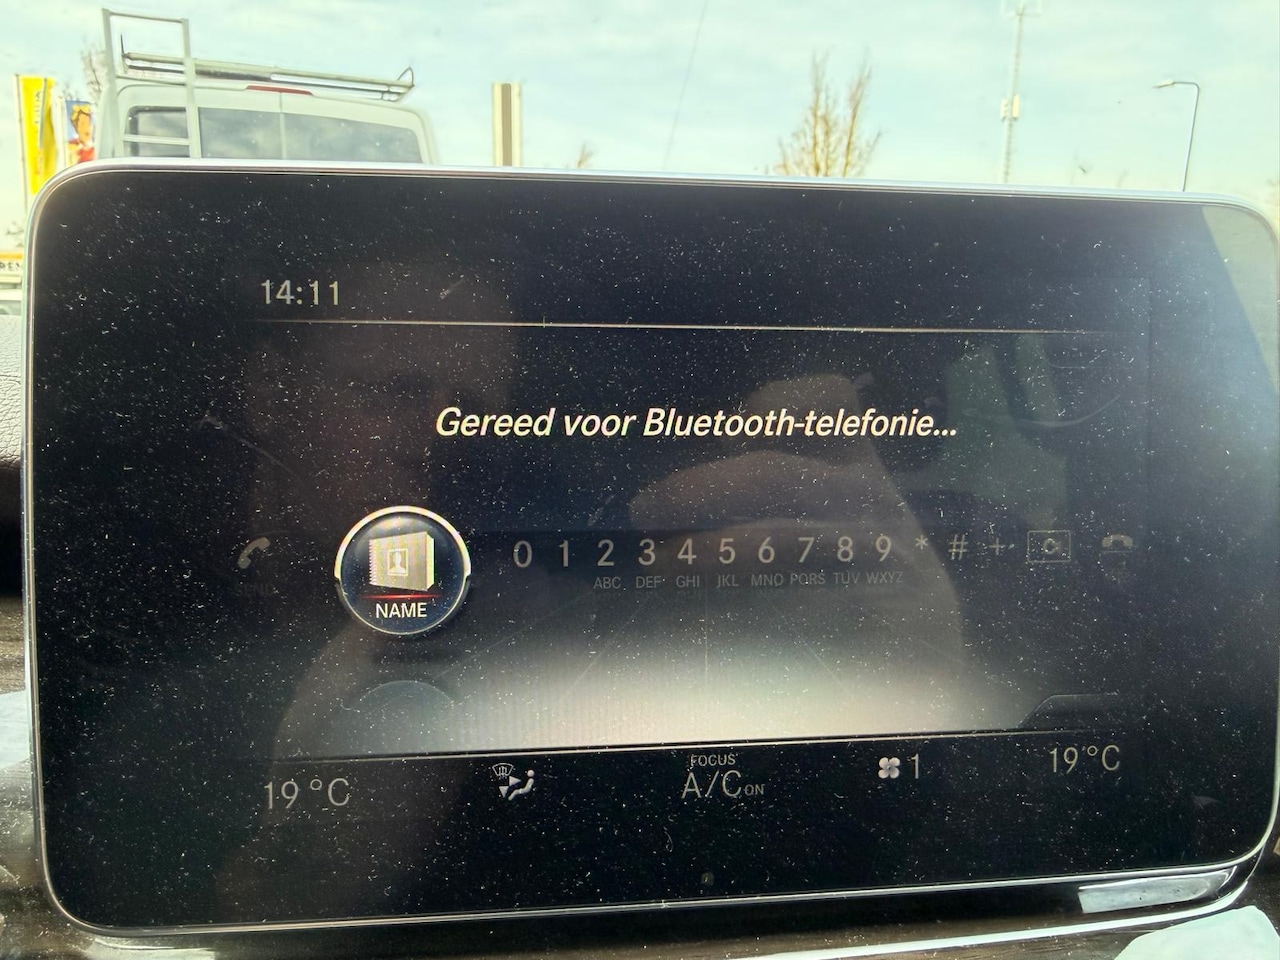 14:11
Gereed voor Bluetooth-telefonie...
NAME
0 1 2 3 4 5 6 7 8 9 * # + C
ABC DEF GHI JKL MNO PQRS TUV WXYZ
19°C
FOCUS
A/C ON
1
19°C